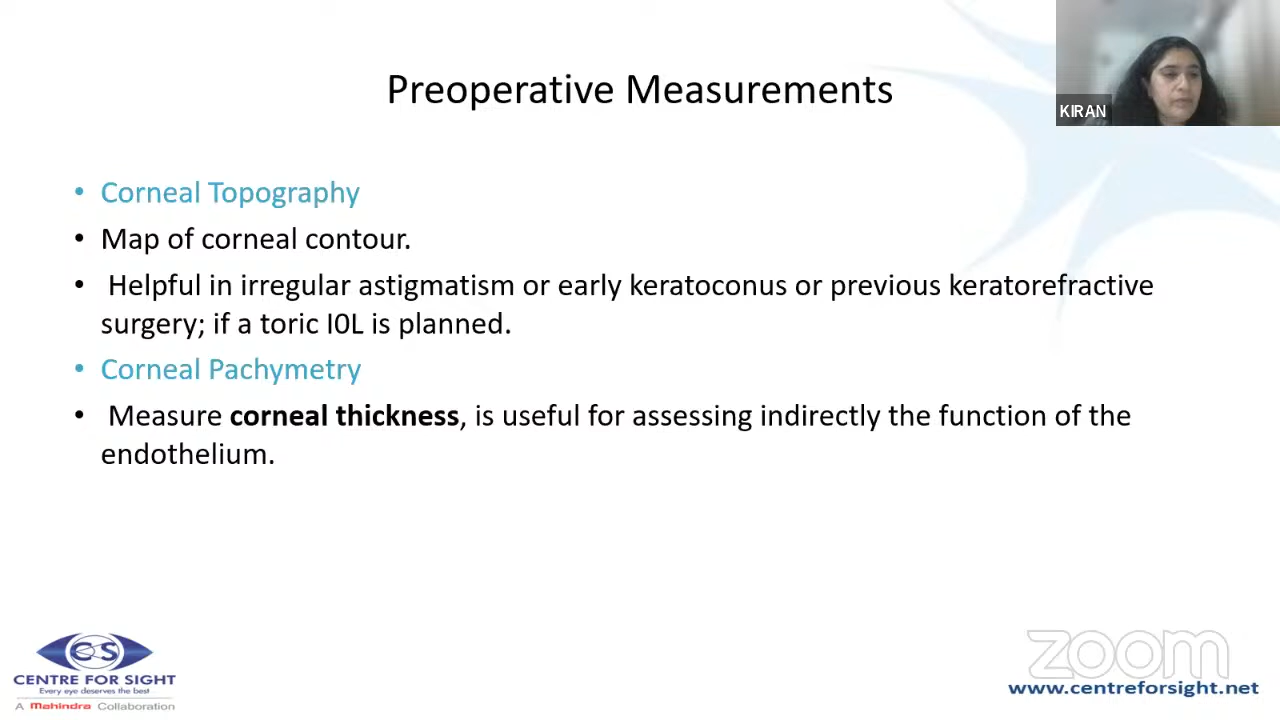 Preoperative Measurements
KIRAN
• Corneal Topography
• Map of corneal contour.
• Helpful in irregular astigmatism or early keratoconus or previous keratorefractive
surgery; if a toric I0L is planned.
• Corneal Pachymetry
• Measure corneal thickness, is useful for assessing indirectly the function of the
endothelium.
CS
CENTRE FOR SIGHT
Every eye deserves the best
A Mahindra Collaboration
zoom
www.centreforsight.net